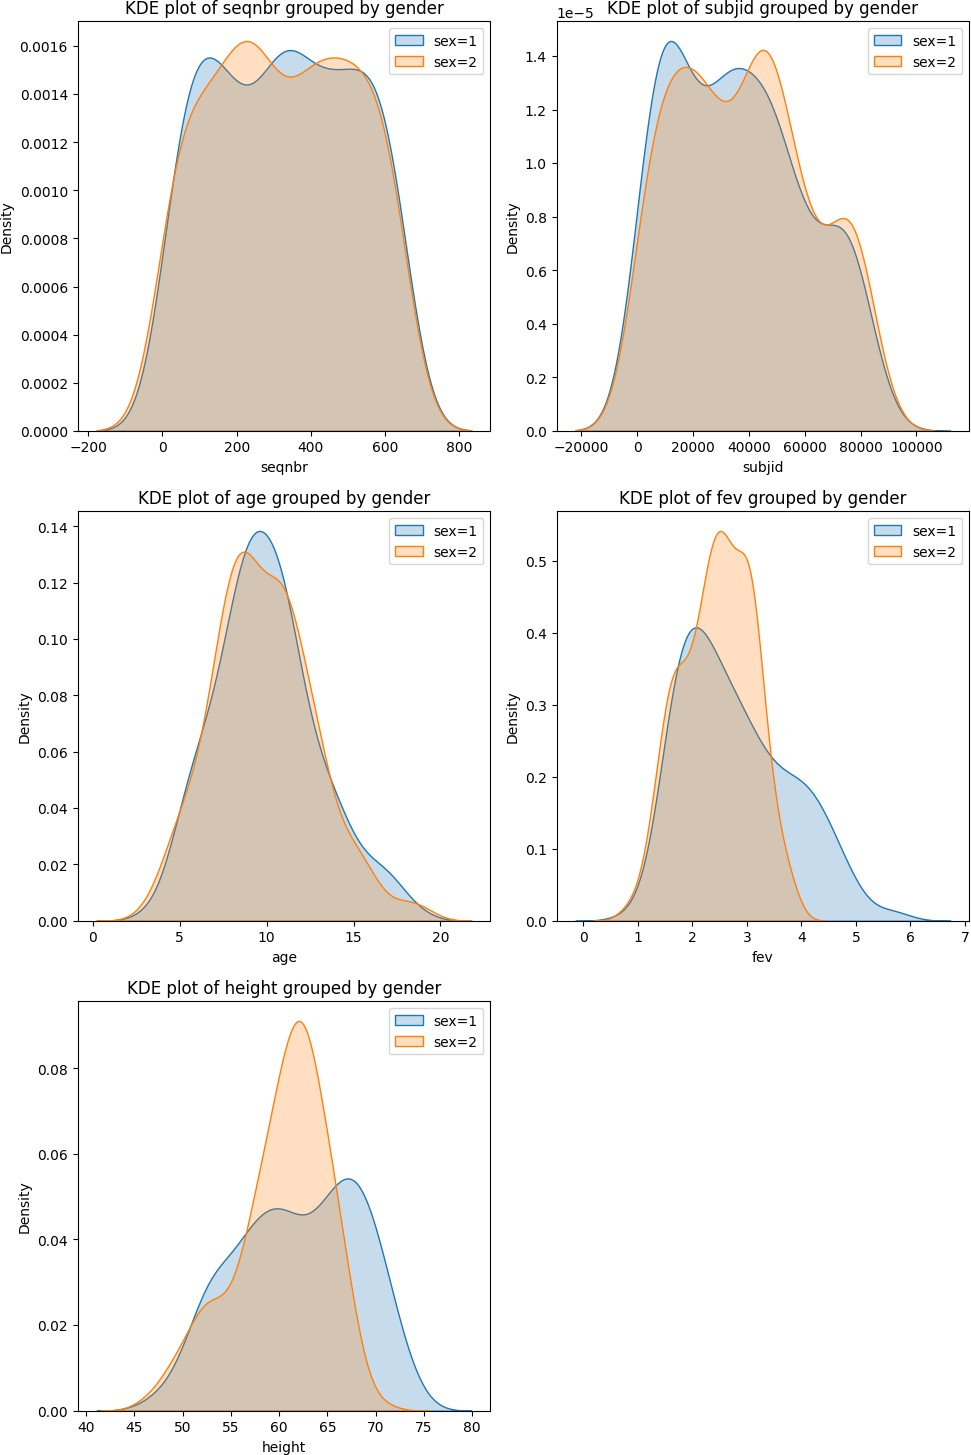 KDE plot of seqnbr grouped by gender
sex=1
sex=2
0.0016
0.0014
0.0012
0.0010
0.0008
0.0006
0.0004
0.0002
0.0000
Density
−200 0 200 400 600 800
seqnbr
1e−5 KDE plot of subjid grouped by gender
sex=1
sex=2
1.4
1.2
1.0
0.8
0.6
0.4
0.2
0.0
Density
−20000 0 20000 40000 60000 80000 100000
subjid
KDE plot of age grouped by gender
sex=1
sex=2
0.14
0.12
0.10
0.08
0.06
0.04
0.02
0.00
Density
0 5 10 15 20
age
KDE plot of fev grouped by gender
sex=1
sex=2
0.5
0.4
0.3
0.2
0.1
0.0
Density
0 1 2 3 4 5 6 7
fev
KDE plot of height grouped by gender
sex=1
sex=2
0.08
0.06
0.04
0.02
0.00
Density
40 45 50 55 60 65 70 75 80
height